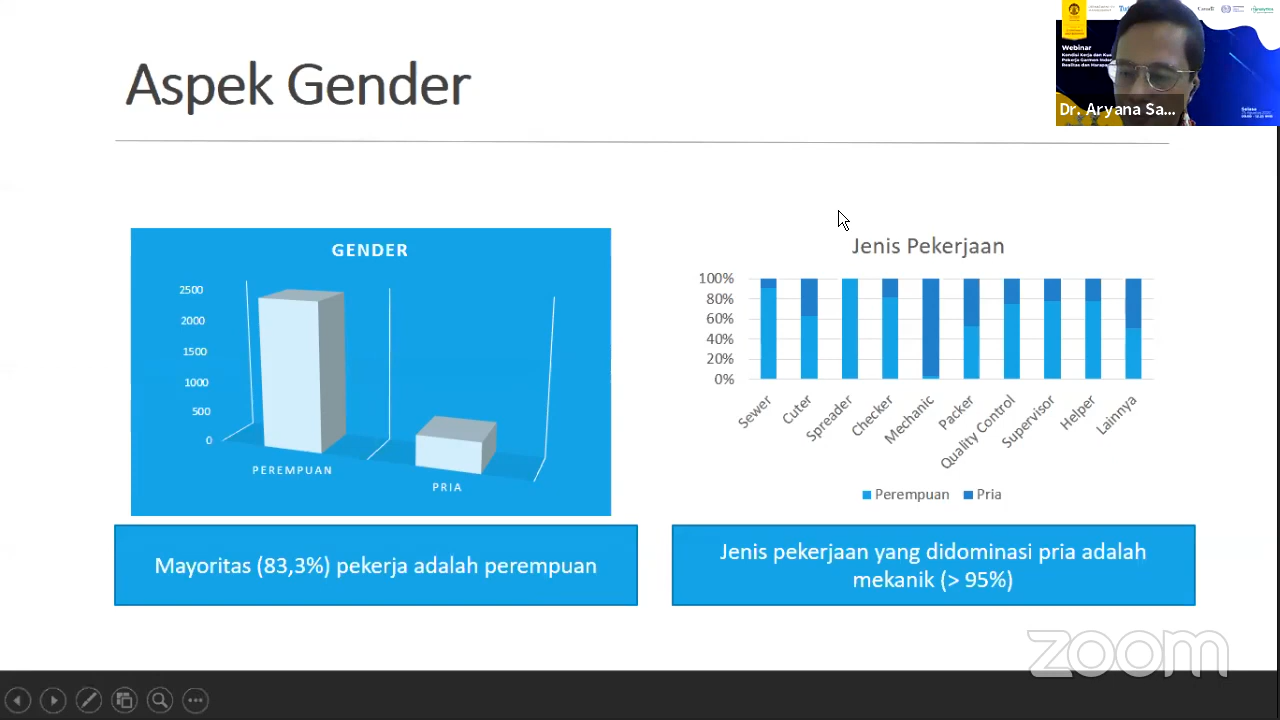 Aspek Gender
Webinar
Dr. Aryana Sa...
GENDER
2500
2000
1500
1000
500
0
PEREMPUAN
PRIA
Mayoritas (83,3%) pekerja adalah perempuan
Jenis Pekerjaan
100%
80%
60%
40%
20%
0%
Sewer
Cuter
Spreader
Checker
Mechanic
Packer
Quality Control
Supervisor
Helper
Lainnya
Perempuan
Pria
Jenis pekerjaan yang didominasi pria adalah
mekanik (> 95%)
zoom